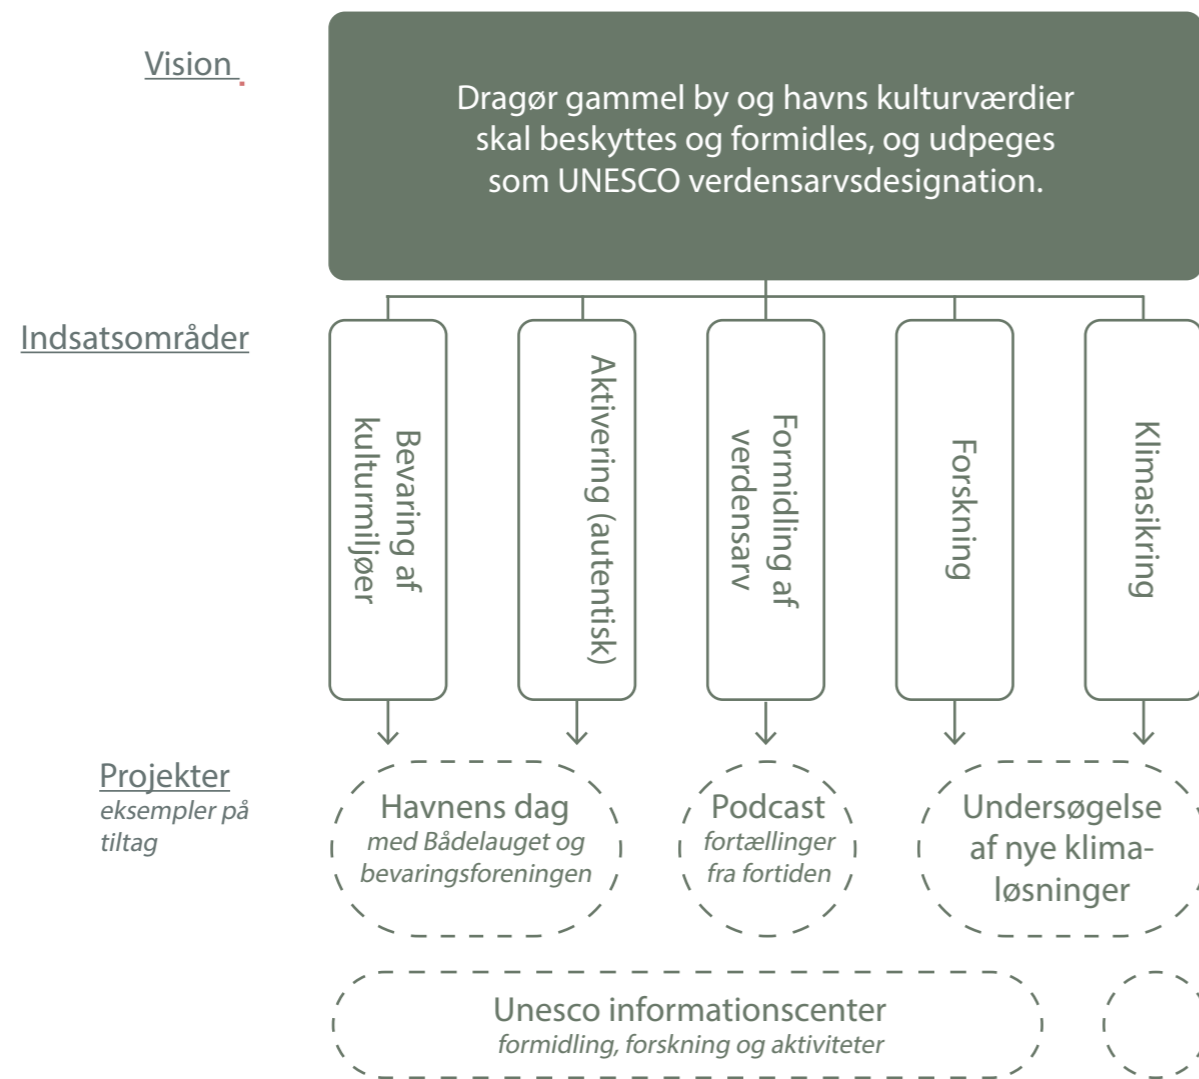 Vision
Dragør gammel by og havns kulturværdier
skal beskyttes og formidles, og udpeges
som UNESCO verdensarvsdesignation.
Indsatsområder
Bevaring af
kulturmiljøer
Aktivering (autentisk)
Formidling af
verdensarv
Forskning
Klimasikring
Projekter
eksempler på
tiltag
Havnens dag
med Bådelauget og
bevaringsforeningen
Podcast
fortællinger
fra fortiden
Undersøgelse
af nye klima-
løsninger
Unesco informationscenter
formidling, forskning og aktiviteter